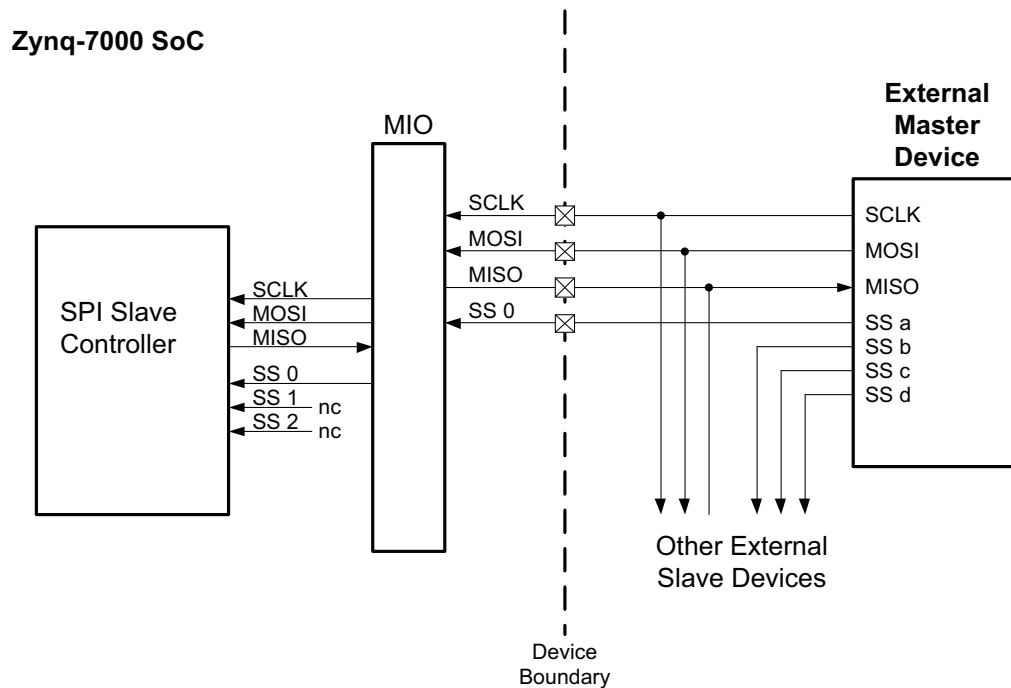 Zynq-7000 SoC
External
Master
Device
MIO
SCLK
MOSI
MISO
SS 0
SCLK
MOSI
MISO
SS a
SS b
SS c
SS d
SPI Slave
Controller
SCLK
MOSI
MISO
SS 0
SS 1
nc
SS 2
nc
Other External
Slave Devices
Device
Boundary